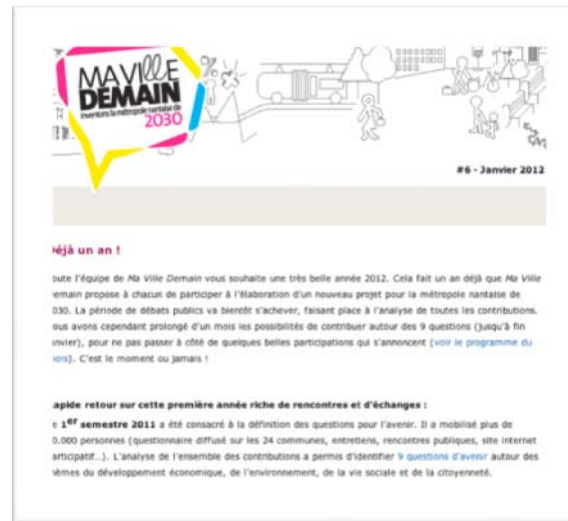 MA VILLE
DEMAIN
inventons la métropole nantaise de
2030
#6 - Janvier 2012
éjà un an !
oute l'équipe de Ma Ville Demain vous souhaite une très belle année 2012. Cela fait un an déjà que Ma Ville
emain propose à chacun de participer à l'élaboration d'un nouveau projet pour la métropole nantaise de
030. La période de débats publics va bientôt s'achever, faisant place à l'analyse de toutes les contributions.
ous avons cependant prolongé d'un mois les possibilités de contribuer autour des 9 questions (jusqu'à fin
anvier), pour ne pas passer à côté de quelques belles participations qui s'annoncent (voir le programme du
ois). C'est le moment ou jamais !
apide retour sur cette première année riche de rencontres et d'échanges :
e 1er semestre 2011 a été consacré à la définition des questions pour l'avenir. Il a mobilisé plus de
0.000 personnes (questionnaire diffusé sur les 24 communes, entretiens, rencontres publiques, site internet
articipatif…). L'analyse de l'ensemble des contributions a permis d'identifier 9 questions d'avenir autour des
hèmes du développement économique, de l'environnement, de la vie sociale et de la citoyenneté.